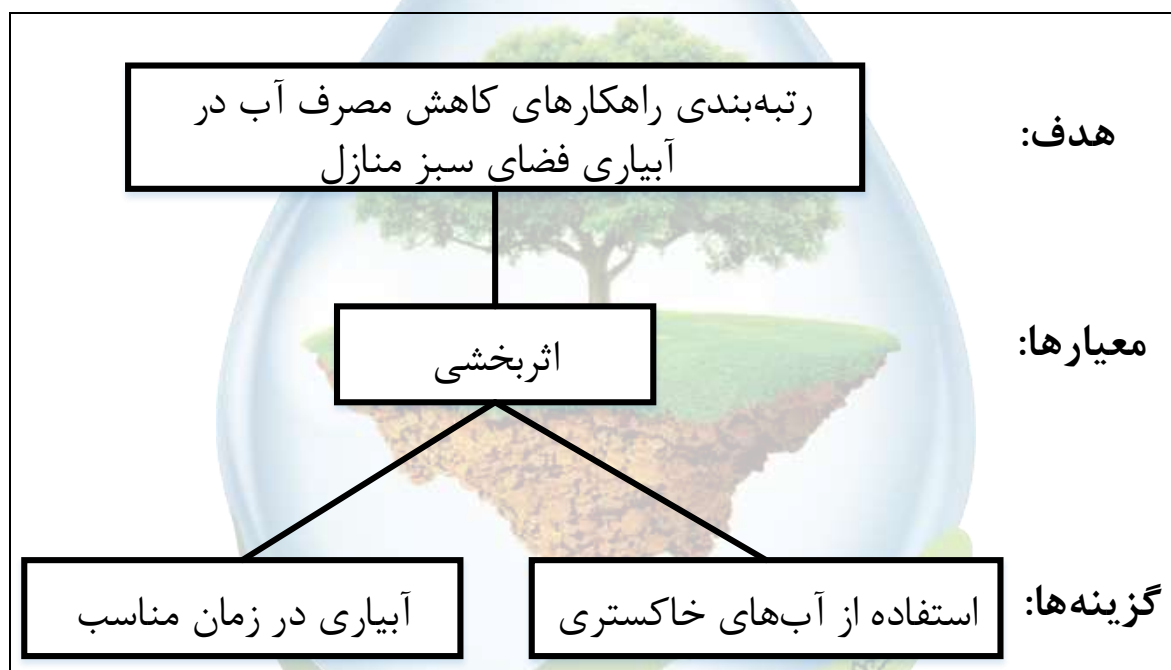 هدف:
رتبه‌بندی راهکارهای کاهش مصرف آب در
آبیاری فضای سبز منازل
معیارها:
اثربخشی
گزینه‌ها:
استفاده از آب‌های خاکستری
آبیاری در زمان مناسب